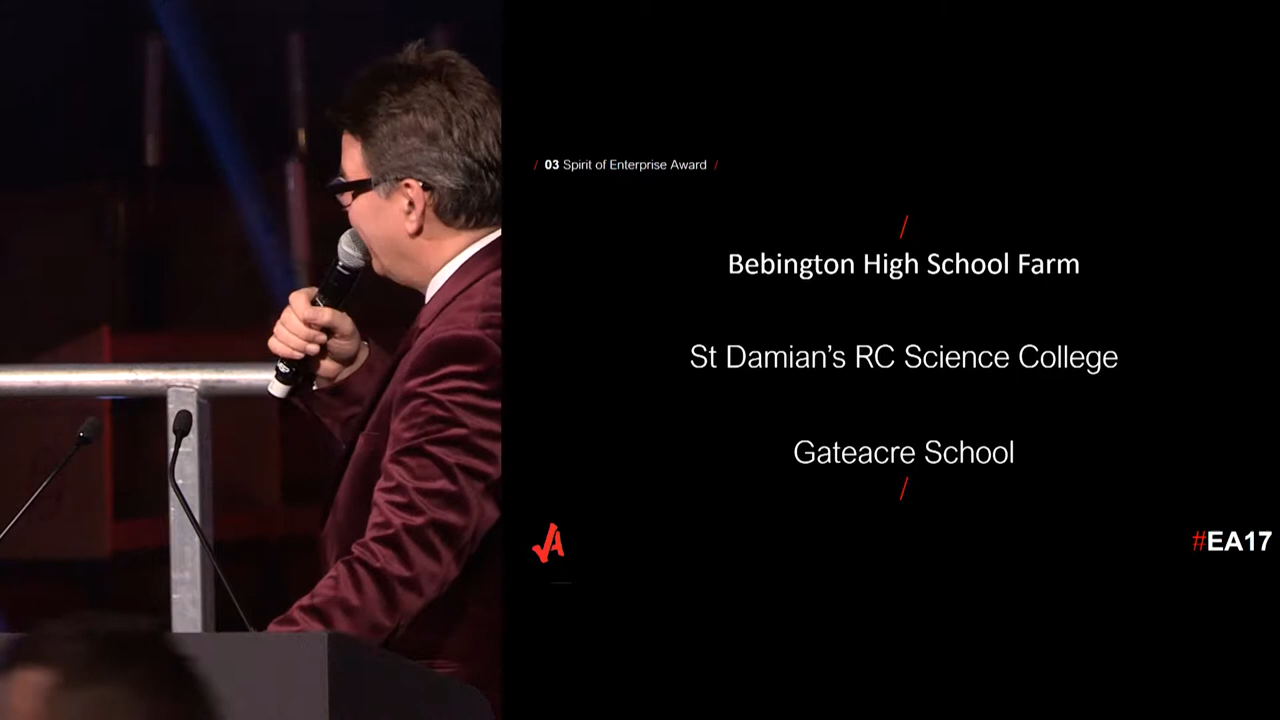 / 03 Spirit of Enterprise Award /
/
Bebington High School Farm
St Damian’s RC Science College
Gateacre School
/
#EA17